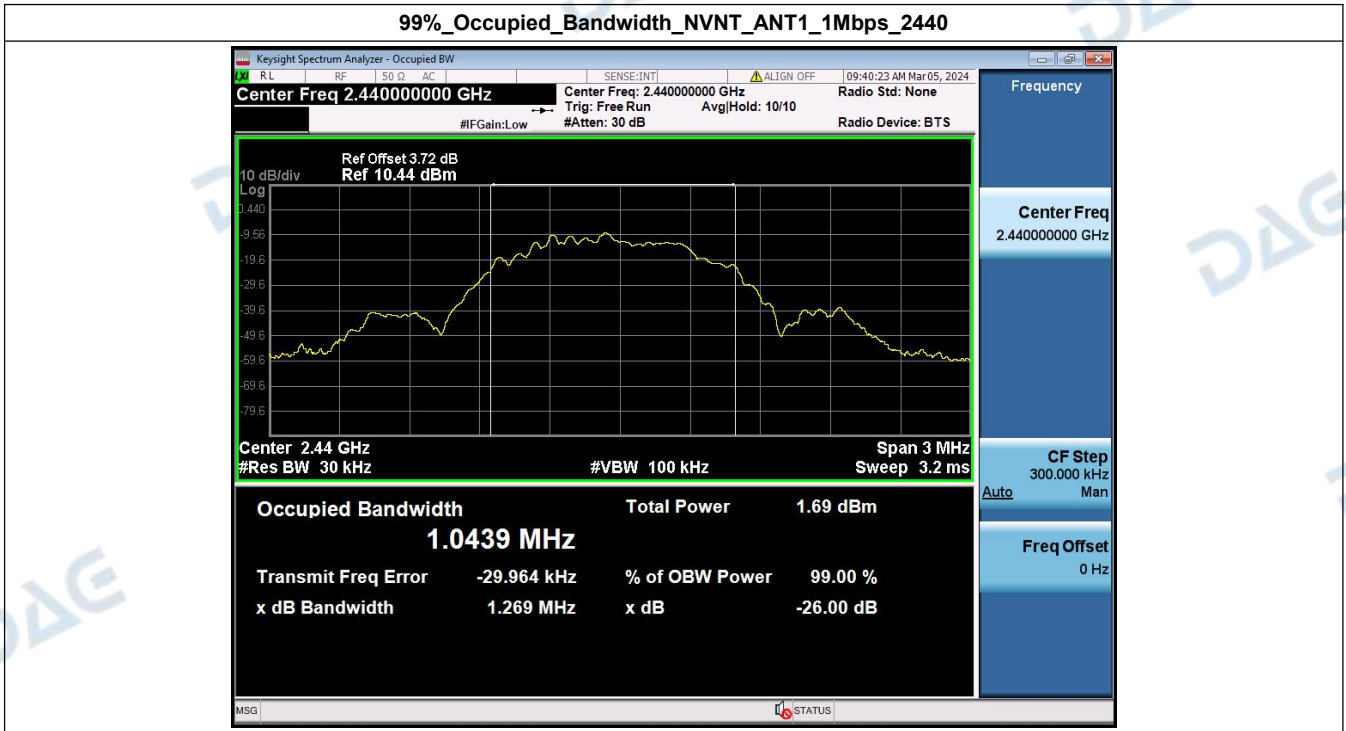 99%_Occupied_Bandwidth_NVNT_ANT1_1Mbps_2440
Keysight Spectrum Analyzer - Occupied BW
LXI RL RF 50 Ω AC SENSE:INT ALIGN OFF 09:40:23 AM Mar 05, 2024
Center Freq 2.440000000 GHz
Center Freq: 2.440000000 GHz Radio Std: None
Trig: Free Run Avg|Hold: 10/10
#IFGain:Low #Atten: 30 dB Radio Device: BTS
Frequency
Ref Offset 3.72 dB
10 dB/div Ref 10.44 dBm
Log
0.440
-9.56
-19.6
-29.6
-39.6
-49.6
-59.6
-69.6
-79.6
Center 2.44 GHz Span 3 MHz
#Res BW 30 kHz #VBW 100 kHz Sweep 3.2 ms
Center Freq
2.440000000 GHz
CF Step
300.000 kHz
Auto Man
Freq Offset
0 Hz
Occupied Bandwidth Total Power 1.69 dBm
1.0439 MHz
Transmit Freq Error -29.964 kHz % of OBW Power 99.00 %
x dB Bandwidth 1.269 MHz x dB -26.00 dB
MSG STATUS
DAG
DAG